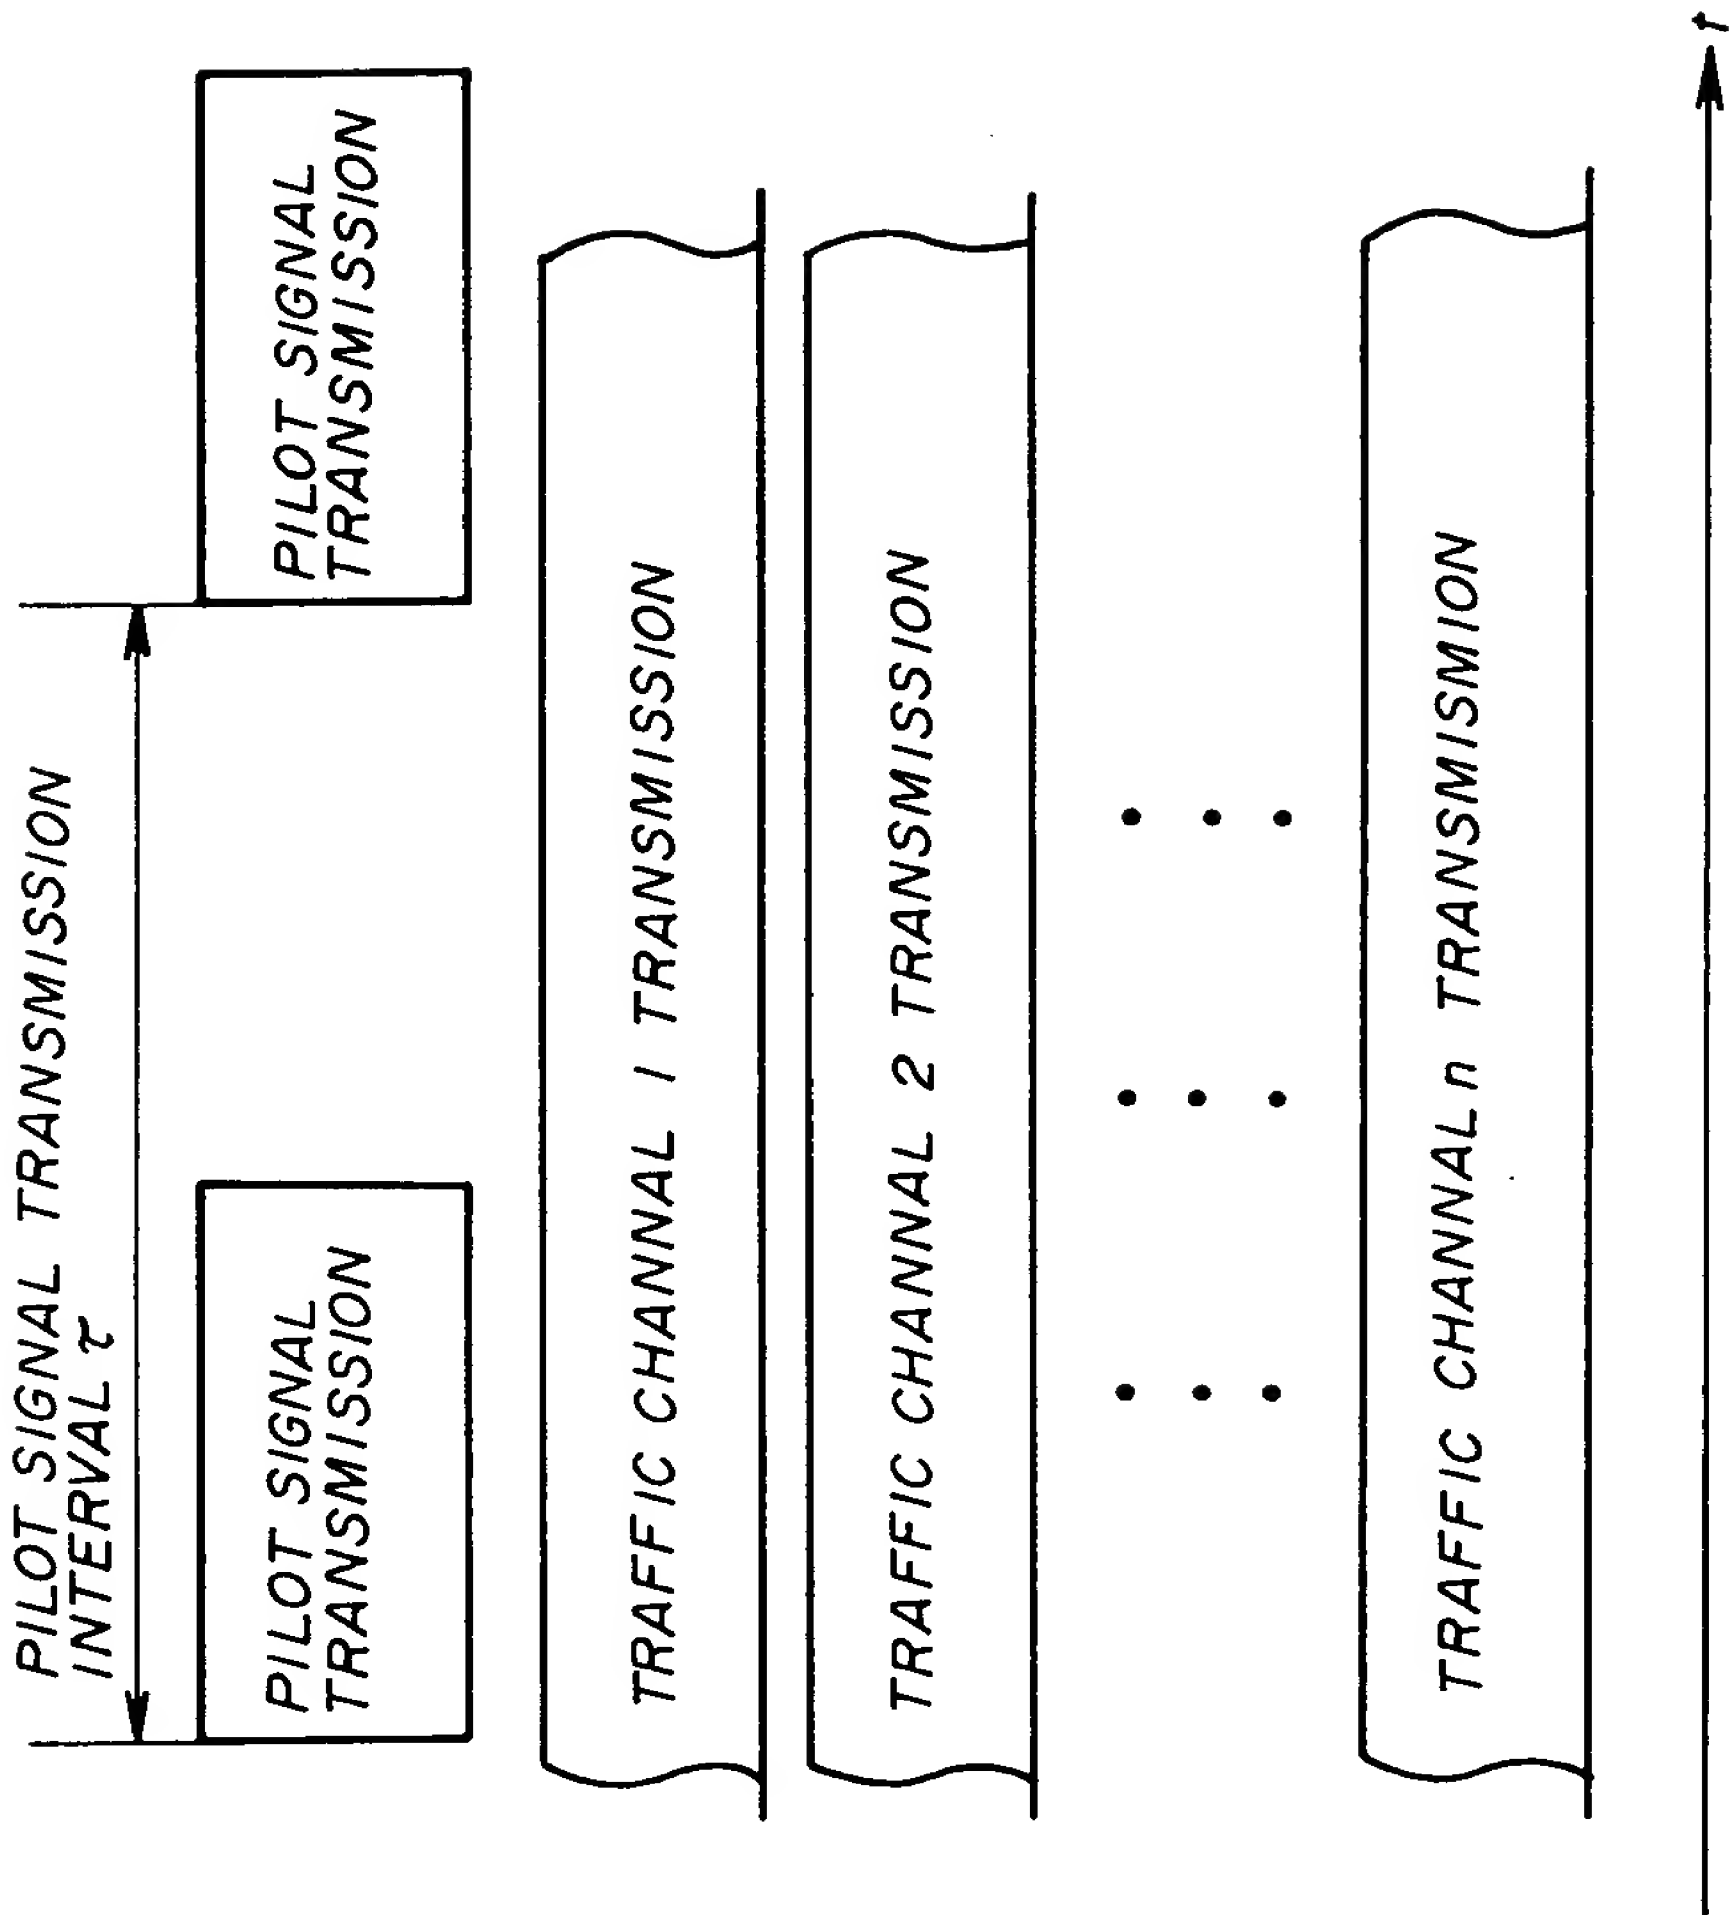 PILOT SIGNAL TRANSMISSION
INTERVAL τ
PILOT SIGNAL
TRANSMISSION
PILOT SIGNAL
TRANSMISSION
TRAFFIC CHANNAL 1 TRANSMISSION
TRAFFIC CHANNAL 2 TRANSMISSION
TRAFFIC CHANNAL n TRANSMISMION
t